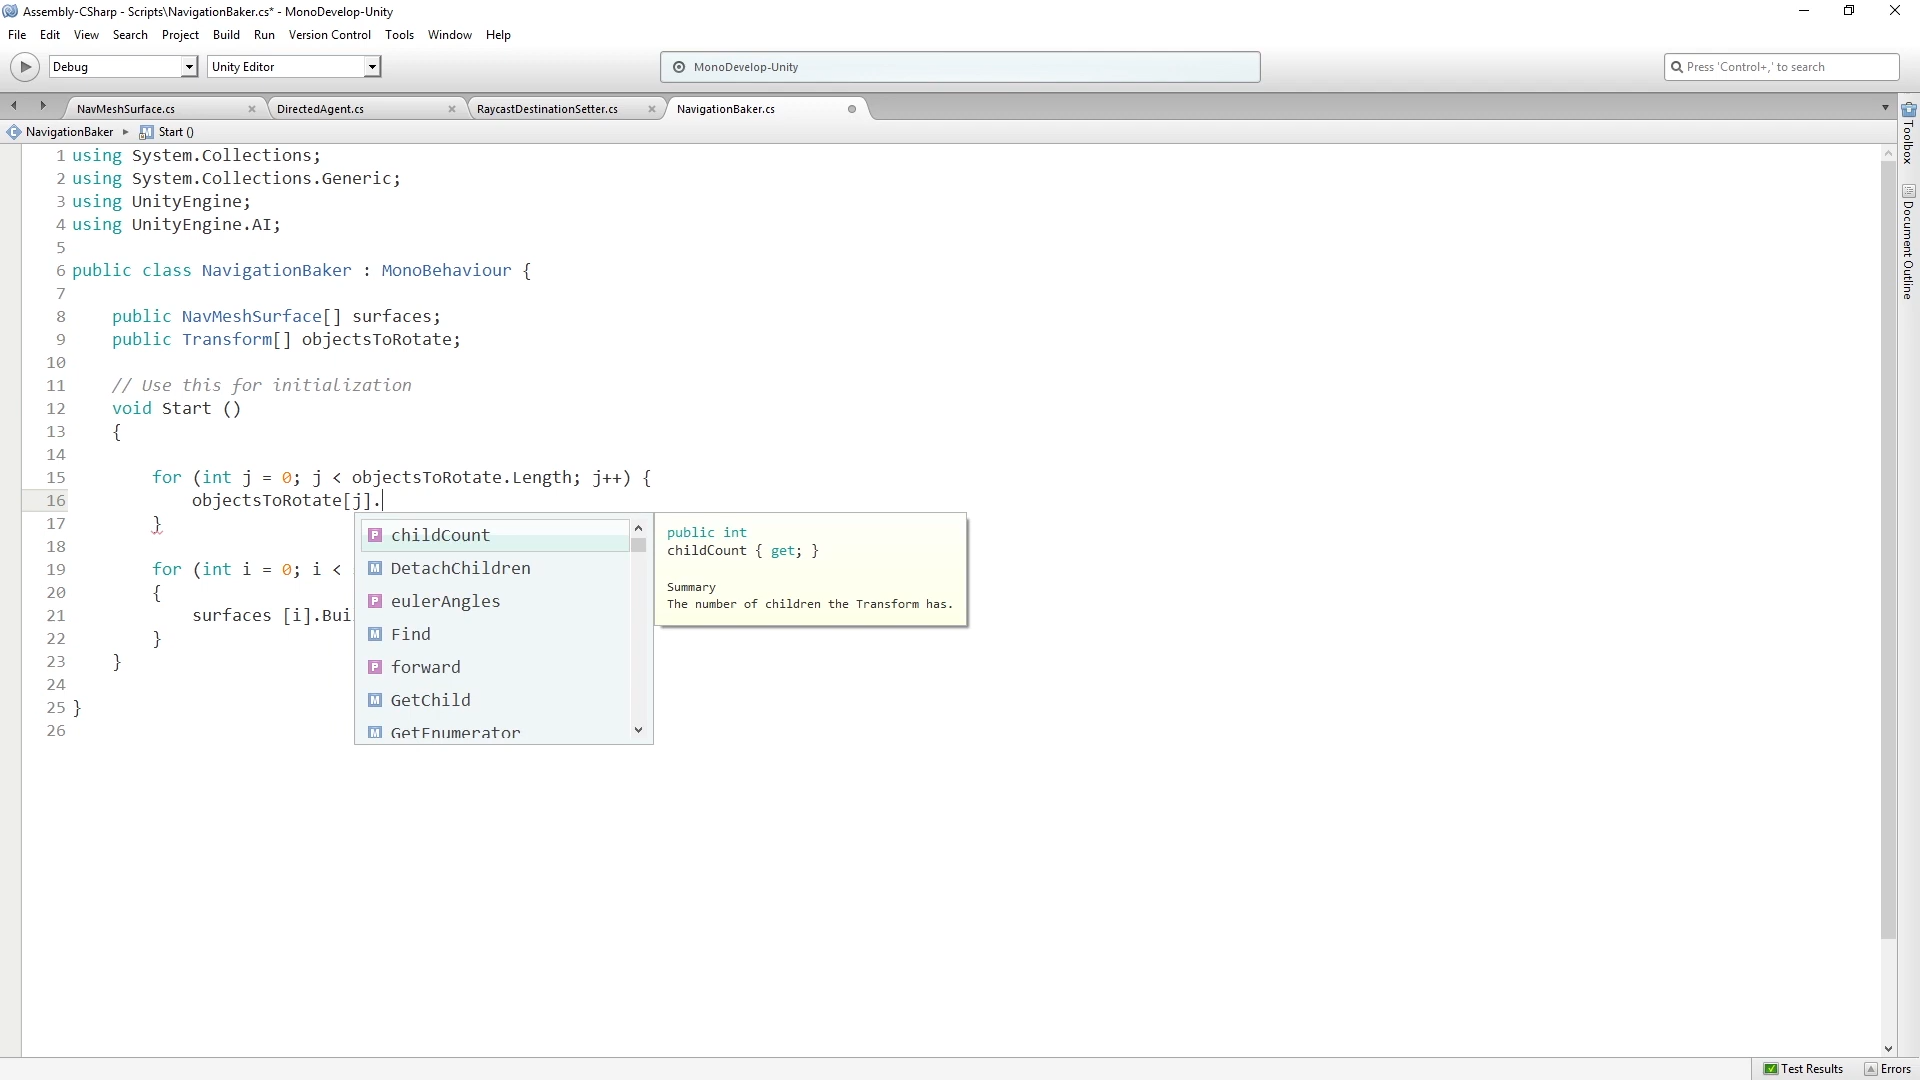 Assembly-CSharp - Scripts\NavigationBaker.cs* - MonoDevelop-Unity
File Edit View Search Project Build Run Version Control Tools Window Help
Debug Unity Editor MonoDevelop-Unity Press 'Control+,' to search
NavMeshSurface.cs DirectedAgent.cs RaycastDestinationSetter.cs NavigationBaker.cs
NavigationBaker Start ()
1 using System.Collections;
2 using System.Collections.Generic;
3 using UnityEngine;
4 using UnityEngine.AI;
5
6 public class NavigationBaker : MonoBehaviour {
7
8 public NavMeshSurface[] surfaces;
9 public Transform[] objectsToRotate;
10
11 // Use this for initialization
12 void Start ()
13 {
14
15 for (int j = 0; j < objectsToRotate.Length; j++) {
16 objectsToRotate[j].
17 }
18
19 for (int i = 0; i <
20 {
21 surfaces [i].Bui
22 }
23 }
24
25 }
26
P childCount
M DetachChildren
P eulerAngles
M Find
P forward
M GetChild
M GetEnumerator
public int
childCount { get; }
Summary
The number of children the Transform has.
Toolbox
Document Outline
Test Results Errors